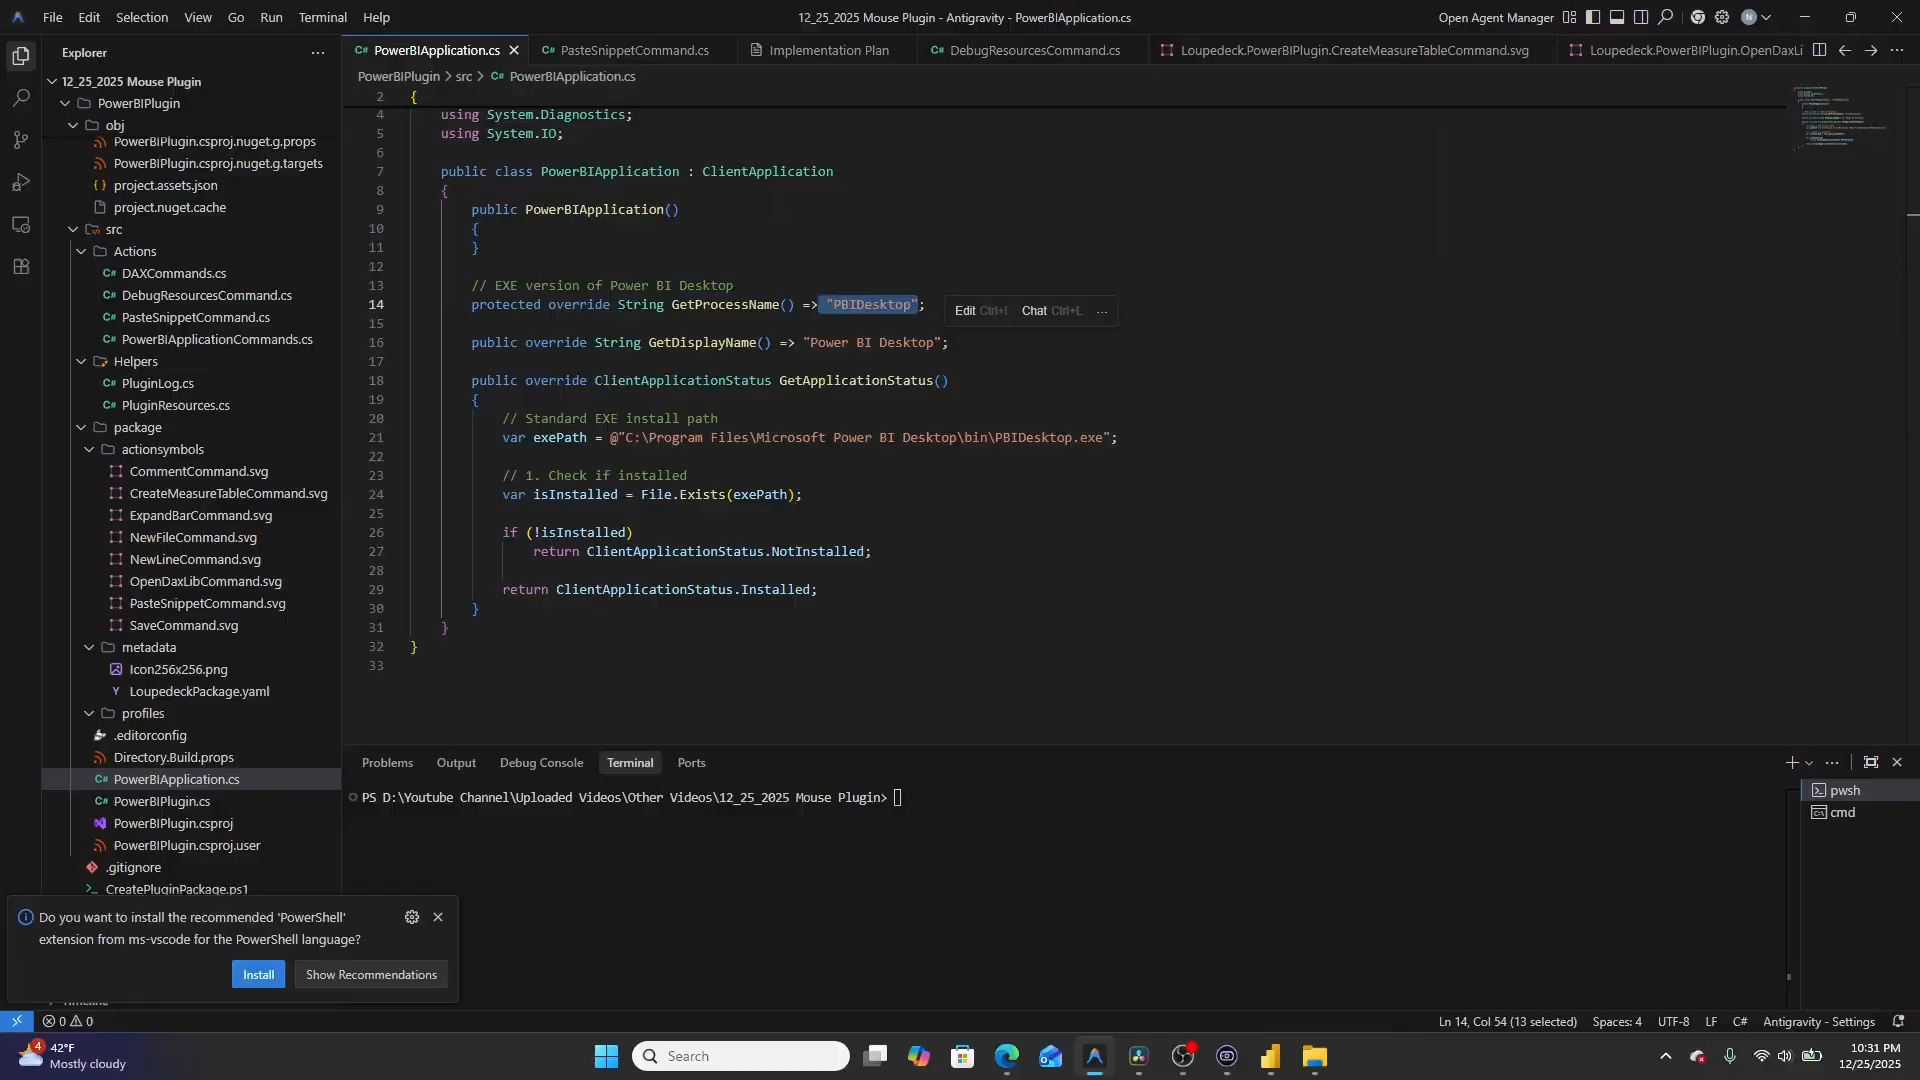 File Edit Selection View Go Run Terminal Help
12_25_2025 Mouse Plugin - Antigravity - PowerBIApplication.cs
Open Agent Manager
N
Explorer
PowerBIApplication.cs
PasteSnippetCommand.cs
Implementation Plan
DebugResourcesCommand.cs
Loupedeck.PowerBIPlugin.CreateMeasureTableCommand.svg
Loupedeck.PowerBIPlugin.OpenDaxLi
12_25_2025 Mouse Plugin
PowerBIPlugin
obj
PowerBIPlugin.csproj.nuget.g.props
PowerBIPlugin.csproj.nuget.g.targets
project.assets.json
project.nuget.cache
src
Actions
DAXCommands.cs
DebugResourcesCommand.cs
PasteSnippetCommand.cs
PowerBIApplicationCommands.cs
Helpers
PluginLog.cs
PluginResources.cs
package
actionsymbols
CommentCommand.svg
CreateMeasureTableCommand.svg
ExpandBarCommand.svg
NewFileCommand.svg
NewLineCommand.svg
OpenDaxLibCommand.svg
PasteSnippetCommand.svg
SaveCommand.svg
metadata
Icon256x256.png
LoupedeckPackage.yaml
profiles
.editorconfig
Directory.Build.props
PowerBIApplication.cs
PowerBIPlugin.cs
PowerBIPlugin.csproj
PowerBIPlugin.csproj.user
.gitignore
CreatePluginPackage.ps1
PowerBIPlugin > src > C# PowerBIApplication.cs
2 {
4 using System.Diagnostics;
5 using System.IO;
6
7 public class PowerBIApplication : ClientApplication
8 {
9 public PowerBIApplication()
10 {
11 }
12
13 // EXE version of Power BI Desktop
14 protected override String GetProcessName() => "PBIDesktop";
Edit Ctrl+I Chat Ctrl+L ...
15
16 public override String GetDisplayName() => "Power BI Desktop";
17
18 public override ClientApplicationStatus GetApplicationStatus()
19 {
20 // Standard EXE install path
21 var exePath = @"C:\Program Files\Microsoft Power BI Desktop\bin\PBIDesktop.exe";
22
23 // 1. Check if installed
24 var isInstalled = File.Exists(exePath);
25
26 if (!isInstalled)
27 return ClientApplicationStatus.NotInstalled;
28
29 return ClientApplicationStatus.Installed;
30 }
31 }
32 }
33
Problems Output Debug Console Terminal Ports
PS D:\Youtube Channel\Uploaded Videos\Other Videos\12_25_2025 Mouse Plugin>
pwsh
cmd
Do you want to install the recommended 'PowerShell'
extension from ms-vscode for the PowerShell language?
Install Show Recommendations
0 0
Ln 14, Col 54 (13 selected) Spaces: 4 UTF-8 LF C# Antigravity - Settings
4
42°F
Mostly cloudy
Search
10:31 PM
12/25/2025